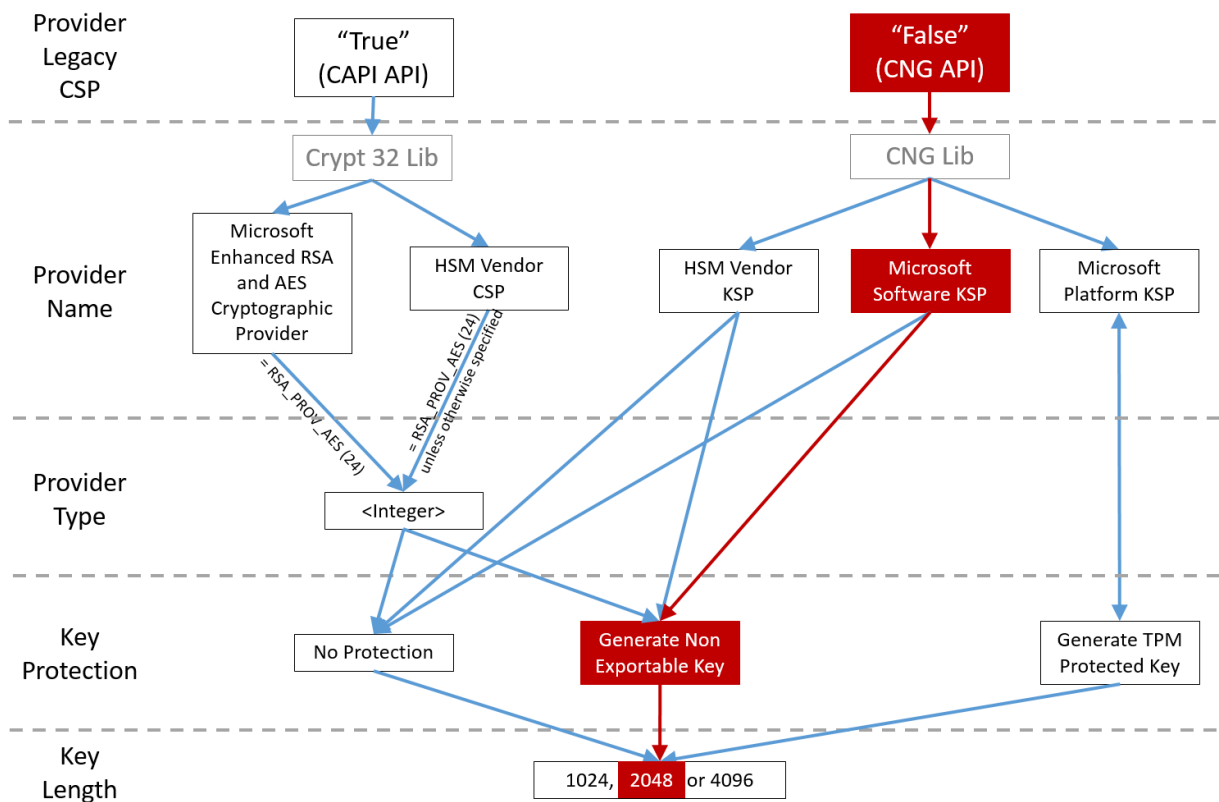 Provider
Legacy
CSP
“True”
(CAPI API)
“False”
(CNG API)
Crypt 32 Lib
CNG Lib
Provider
Name
Microsoft
Enhanced RSA
and AES
Cryptographic
Provider
HSM Vendor
CSP
HSM Vendor
KSP
Microsoft
Software KSP
Microsoft
Platform KSP
= RSA_PROV_AES (24)
= RSA_PROV_AES (24)
unless otherwise specified
Provider
Type
<Integer>
Key
Protection
No Protection
Generate Non
Exportable Key
Generate TPM
Protected Key
Key
Length
1024, 2048 or 4096